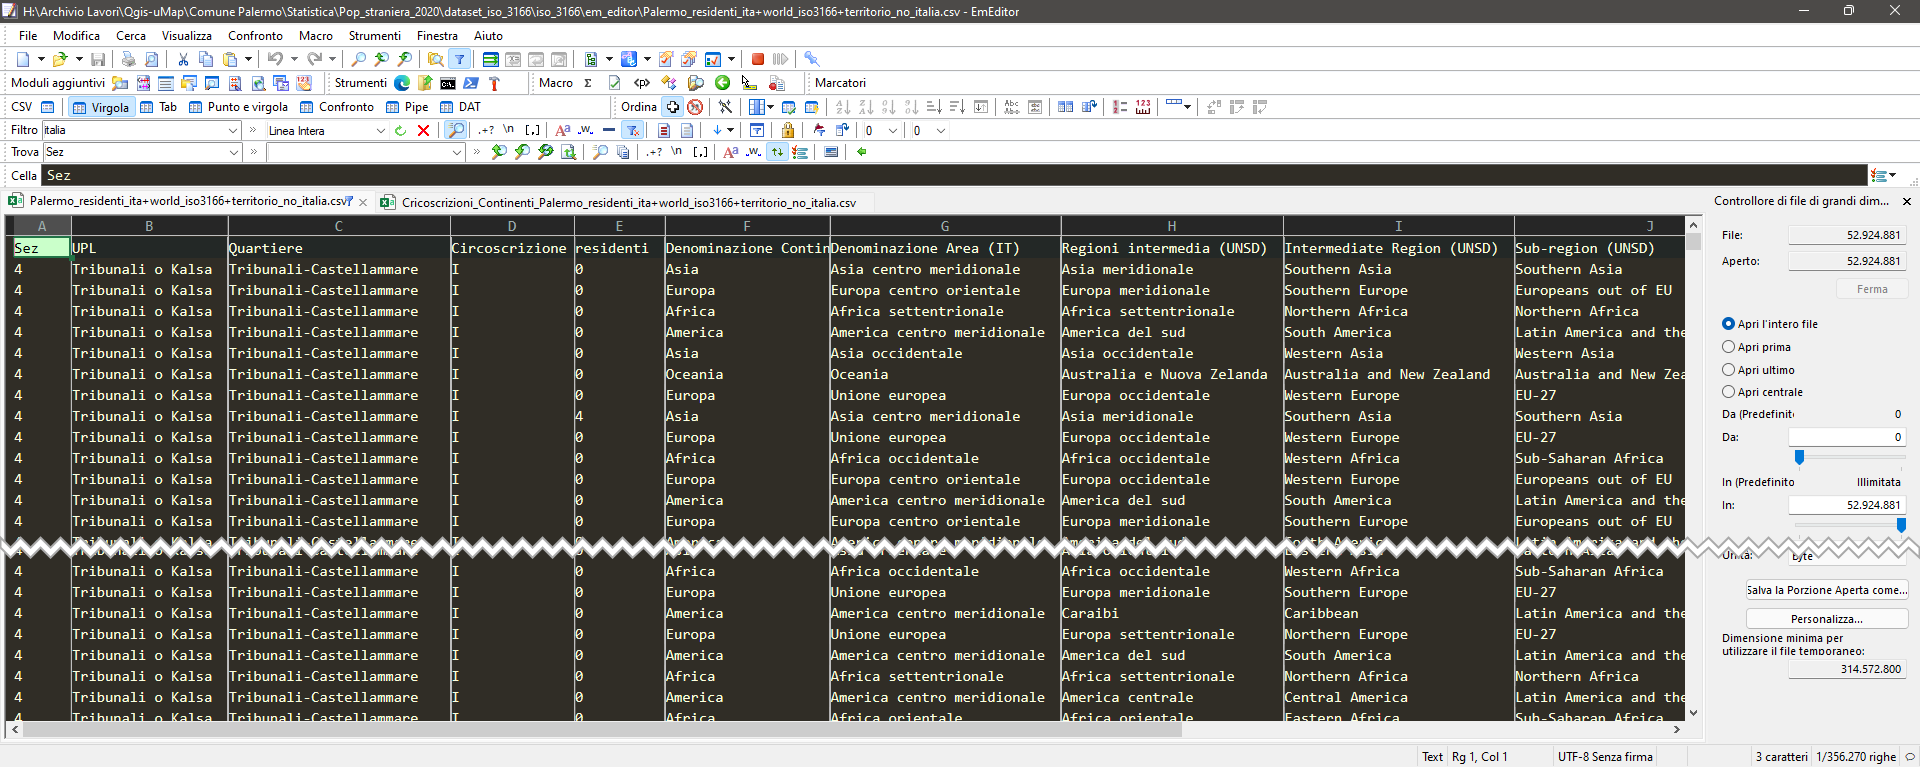 H:\Archivio Lavori\Qgis-uMap\Comune Palermo\Statistica\Pop_straniera_2020\dataset_iso_3166\iso_3166\em_editor\Palermo_residenti_ita+world_iso3166+territorio_no_italia.csv - EmEditor
File Modifica Cerca Visualizza Confronto Macro Strumenti Finestra Aiuto
Moduli aggiuntivi Strumenti Macro Σ <p> Marcatori
CSV Virgola Tab Punto e virgola Confronto Pipe DAT Ordina
Filtro italia » Linea Intera .+? \n [,] 0 0
Trova Sez » » .+? \n [,]
Cella Sez
Palermo_residenti_ita+world_iso3166+territorio_no_italia.csv Cricoscrizioni_Continenti_Palermo_residenti_ita+world_iso3166+territorio_no_italia.csv
A B C D E F G H I J
Sez UPL Quartiere Circoscrizione residenti Denominazione Contin Denominazione Area (IT) Regioni intermedia (UNSD) Intermediate Region (UNSD) Sub-region (UNSD)
4 Tribunali o Kalsa Tribunali-Castellammare I 0 Asia Asia centro meridionale Asia meridionale Southern Asia Southern Asia
4 Tribunali o Kalsa Tribunali-Castellammare I 0 Europa Europa centro orientale Europa meridionale Southern Europe Europeans out of EU
4 Tribunali o Kalsa Tribunali-Castellammare I 0 Africa Africa settentrionale Africa settentrionale Northern Africa Northern Africa
4 Tribunali o Kalsa Tribunali-Castellammare I 0 America America centro meridionale America del sud South America Latin America and the
4 Tribunali o Kalsa Tribunali-Castellammare I 0 Asia Asia occidentale Asia occidentale Western Asia Western Asia
4 Tribunali o Kalsa Tribunali-Castellammare I 0 Oceania Oceania Australia e Nuova Zelanda Australia and New Zealand Australia and New Zea
4 Tribunali o Kalsa Tribunali-Castellammare I 0 Europa Unione europea Europa occidentale Western Europe EU-27
4 Tribunali o Kalsa Tribunali-Castellammare I 4 Asia Asia centro meridionale Asia meridionale Southern Asia Southern Asia
4 Tribunali o Kalsa Tribunali-Castellammare I 0 Europa Unione europea Europa occidentale Western Europe EU-27
4 Tribunali o Kalsa Tribunali-Castellammare I 0 Africa Africa occidentale Africa occidentale Western Africa Sub-Saharan Africa
4 Tribunali o Kalsa Tribunali-Castellammare I 0 Europa Europa centro orientale Europa occidentale Western Europe Europeans out of EU
4 Tribunali o Kalsa Tribunali-Castellammare I 0 America America centro meridionale America del sud South America Latin America and the
4 Tribunali o Kalsa Tribunali-Castellammare I 0 Europa Europa centro orientale Europa meridionale Southern Europe Europeans out of EU
4 Tribunali o Kalsa Tribunali-Castellammare I 0 Africa Africa occidentale Africa occidentale Western Africa Sub-Saharan Africa
4 Tribunali o Kalsa Tribunali-Castellammare I 0 Europa Unione europea Europa meridionale Southern Europe EU-27
4 Tribunali o Kalsa Tribunali-Castellammare I 0 America America centro meridionale Caraibi Caribbean Latin America and the
4 Tribunali o Kalsa Tribunali-Castellammare I 0 Europa Unione europea Europa settentrionale Northern Europe EU-27
4 Tribunali o Kalsa Tribunali-Castellammare I 0 America America centro meridionale America del sud South America Latin America and the
4 Tribunali o Kalsa Tribunali-Castellammare I 0 Africa Africa settentrionale Africa settentrionale Northern Africa Northern Africa
4 Tribunali o Kalsa Tribunali-Castellammare I 0 America America centro meridionale America centrale Central America Latin America and the
4 Tribunali o Kalsa Tribunali-Castellammare I 0 Africa Africa orientale Africa orientale Eastern Africa Sub-Saharan Africa
Controllore di file di grandi dim...
File: 52.924.881
Aperto: 52.924.881
Ferma
Apri l'intero file
Apri prima
Apri ultimo
Apri centrale
Da (Predefinit 0
Da: 0
In (Predefinito Illimitata
In: 52.924.881
Unità: Byte
Salva la Porzione Aperta come...
Personalizza...
Dimensione minima per
utilizzare il file temporaneo:
314.572.800
Text Rg 1, Col 1 UTF-8 Senza firma 3 caratteri 1/356.270 righe